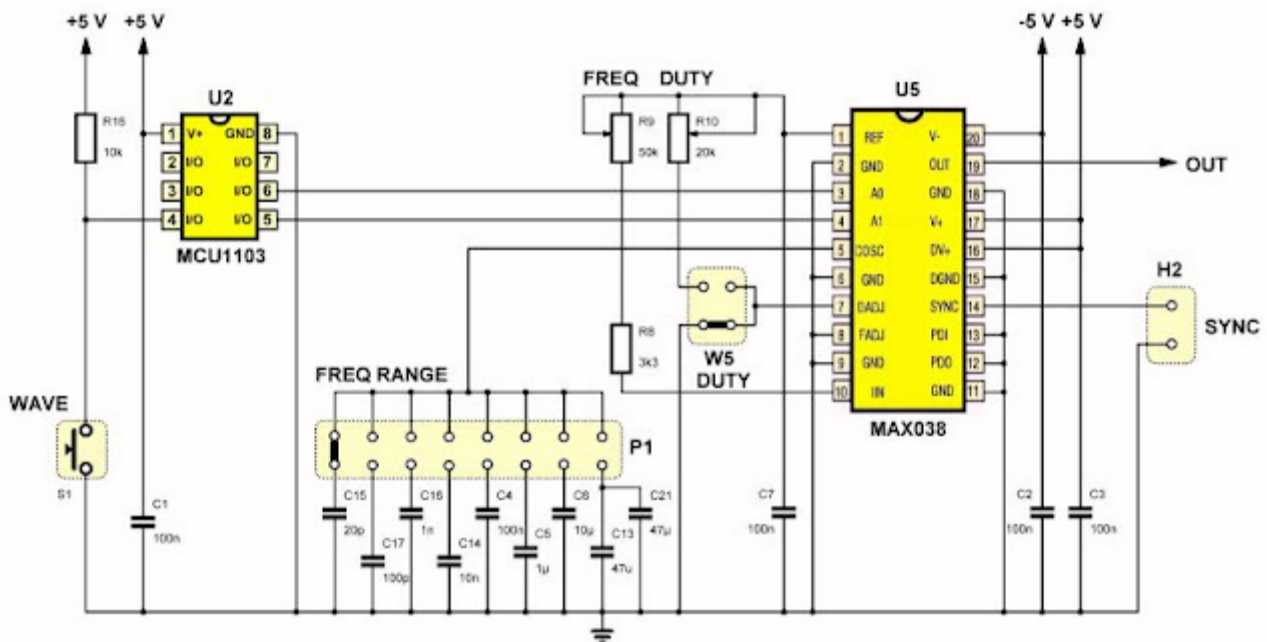 +5 V
+5 V
-5 V
+5 V
FREQ
DUTY
U2
U5
R16
10k
R9
50k
R10
20k
1
V+
GND
8
2
I/O
I/O
7
3
I/O
I/O
6
4
I/O
I/O
5
MCU1103
1
REF
V-
20
2
GND
OUT
19
3
A0
GND
18
4
A1
V+
17
5
COSC
DV+
16
6
GND
DGND
15
7
DADJ
SYNC
14
8
FADJ
PDI
13
9
GND
PDO
12
10
IIN
GND
11
MAX038
OUT
H2
SYNC
R8
3k3
W5
DUTY
FREQ RANGE
P1
WAVE
S1
C1
100n
C15
20p
C17
100p
C16
1n
C14
10n
C4
100n
C5
1µ
C6
10µ
C13
47u
C21
47µ
C7
100n
C2
100n
C3
100n